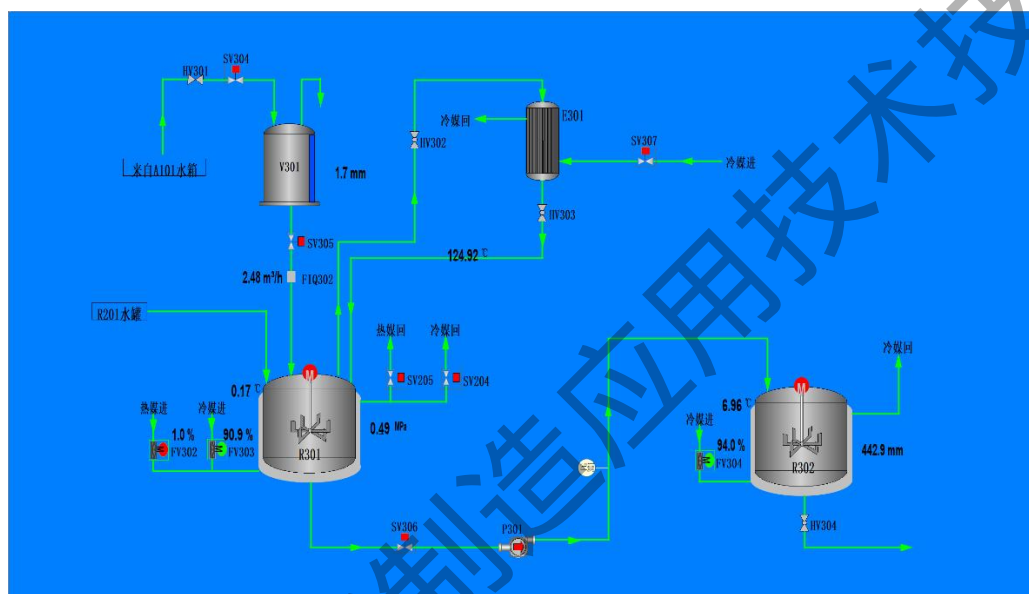 SV304
HV301
E301
冷媒回
HV302
SV307
冷媒进
来自A101水箱
V301
1.7 mm
HV303
SV305
124.92 ℃
2.48 m³/h
FIQ302
R201水罐
热媒回
冷媒回
冷媒回
SV205
SV204
M
0.17 ℃
M
6.96 ℃
热媒进
冷媒进
冷媒进
1.0 %
90.9 %
0.49 MPa
94.0 %
FV302
FV303
R301
FV304
R302
442.9 mm
SV306
P301
HV304
制造应用技术技